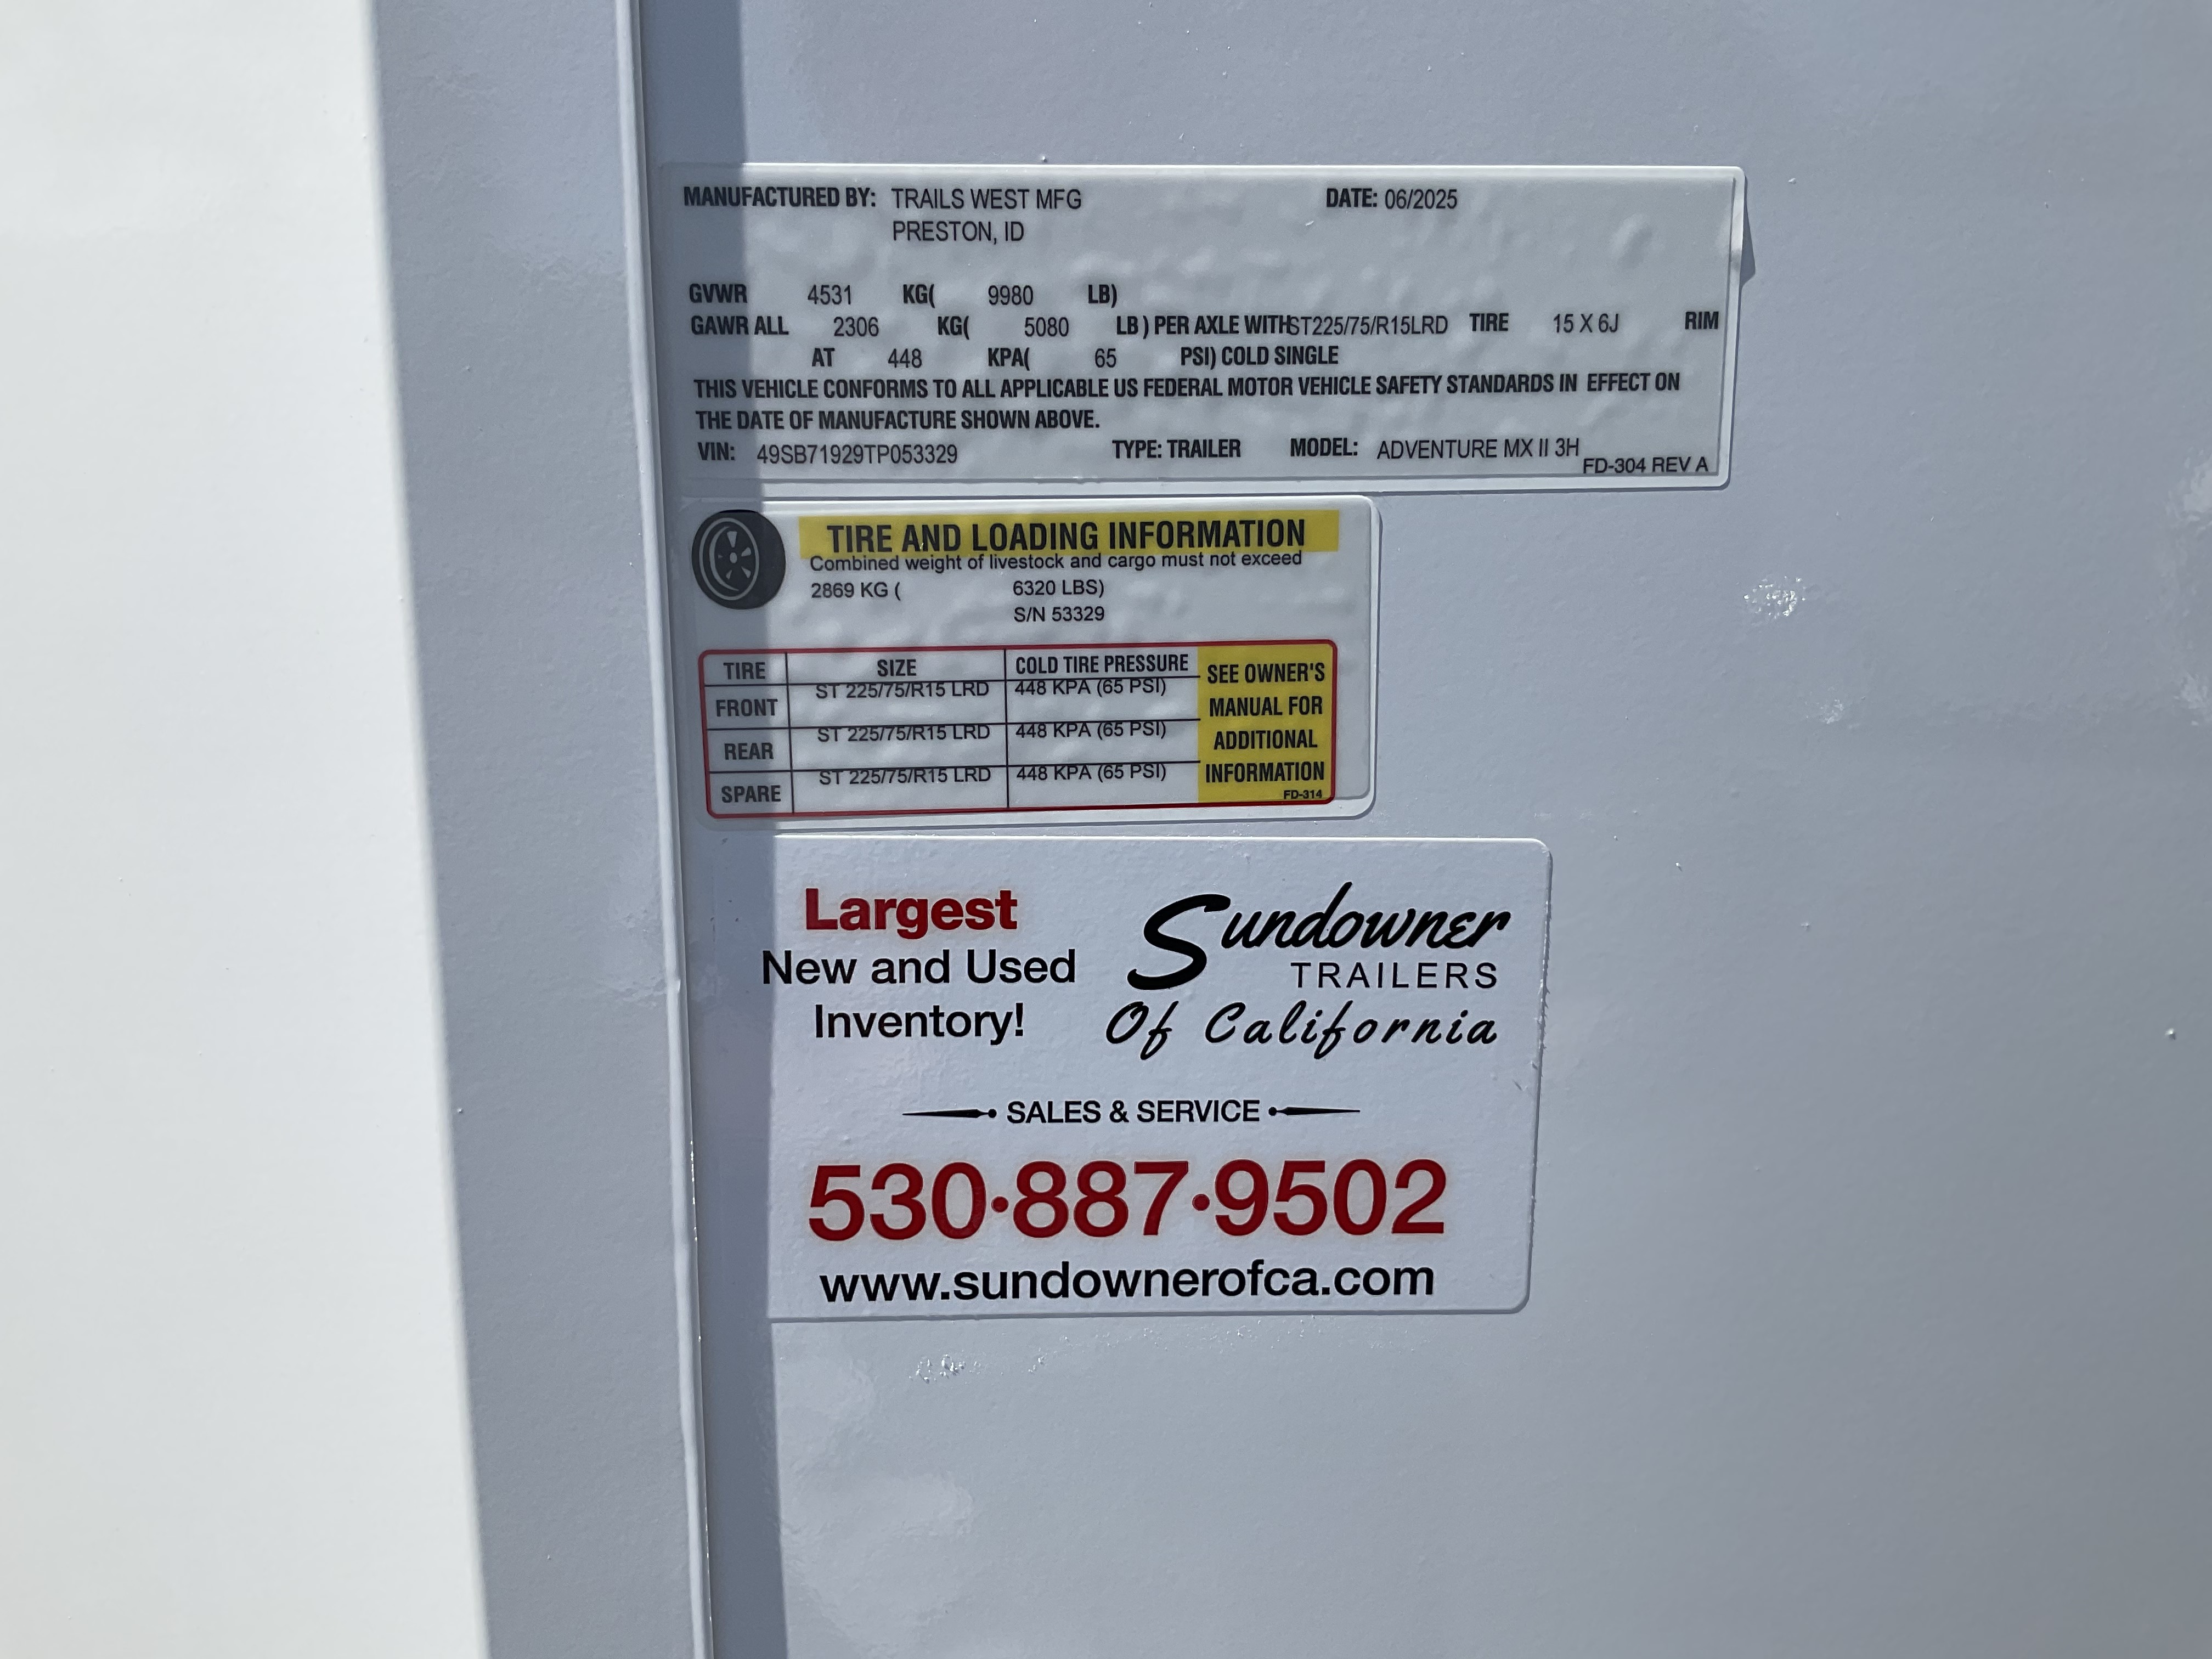 MANUFACTURED BY: TRAILS WEST MFG DATE: 06/2025
PRESTON, ID
GVWR 4531 KG( 9980 LB)
GAWR ALL 2306 KG( 5080 LB ) PER AXLE WITH ST225/75/R15LRD TIRE 15 X 6J RIM
AT 448 KPA( 65 PSI) COLD SINGLE
THIS VEHICLE CONFORMS TO ALL APPLICABLE US FEDERAL MOTOR VEHICLE SAFETY STANDARDS IN EFFECT ON
THE DATE OF MANUFACTURE SHOWN ABOVE.
VIN: 49SB71929TP053329 TYPE: TRAILER MODEL: ADVENTURE MX II 3H
FD-304 REV A
TIRE AND LOADING INFORMATION
Combined weight of livestock and cargo must not exceed
2869 KG ( 6320 LBS)
S/N 53329
TIRE SIZE COLD TIRE PRESSURE
FRONT ST 225/75/R15 LRD 448 KPA (65 PSI)
REAR ST 225/75/R15 LRD 448 KPA (65 PSI)
SPARE ST 225/75/R15 LRD 448 KPA (65 PSI)
SEE OWNER'S
MANUAL FOR
ADDITIONAL
INFORMATION
FD-314
Largest
New and Used
Inventory!
Sundowner
TRAILERS
Of California
SALES & SERVICE
530•887•9502
www.sundownerofca.com